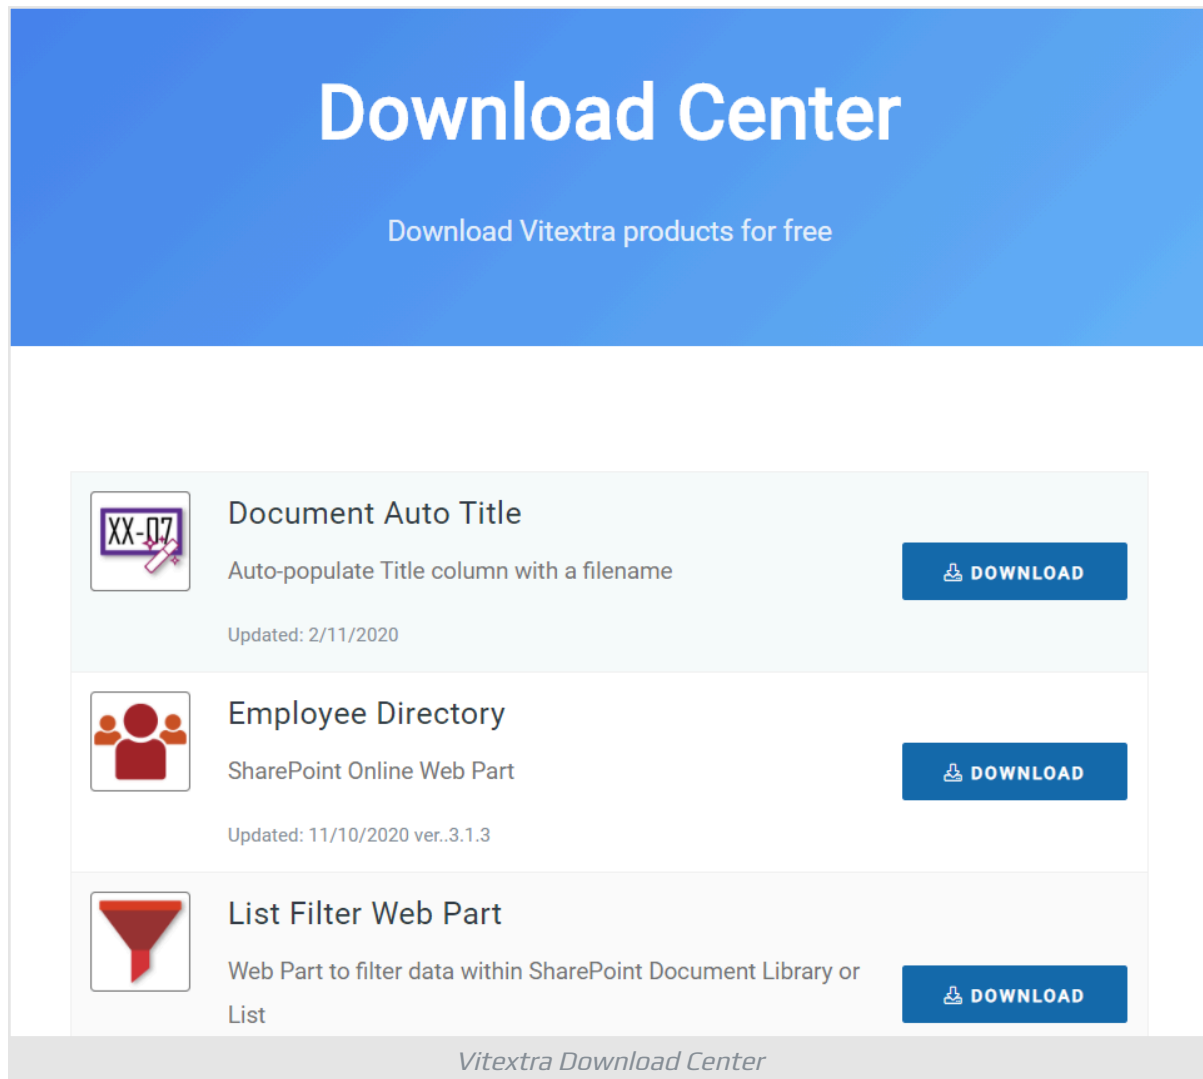 Download Center
Download Vitextra products for free
XX-07
Document Auto Title
Auto-populate Title column with a filename
DOWNLOAD
Updated: 2/11/2020
Employee Directory
SharePoint Online Web Part
DOWNLOAD
Updated: 11/10/2020 ver..3.1.3
List Filter Web Part
Web Part to filter data within SharePoint Document Library or
List
DOWNLOAD
Vitextra Download Center